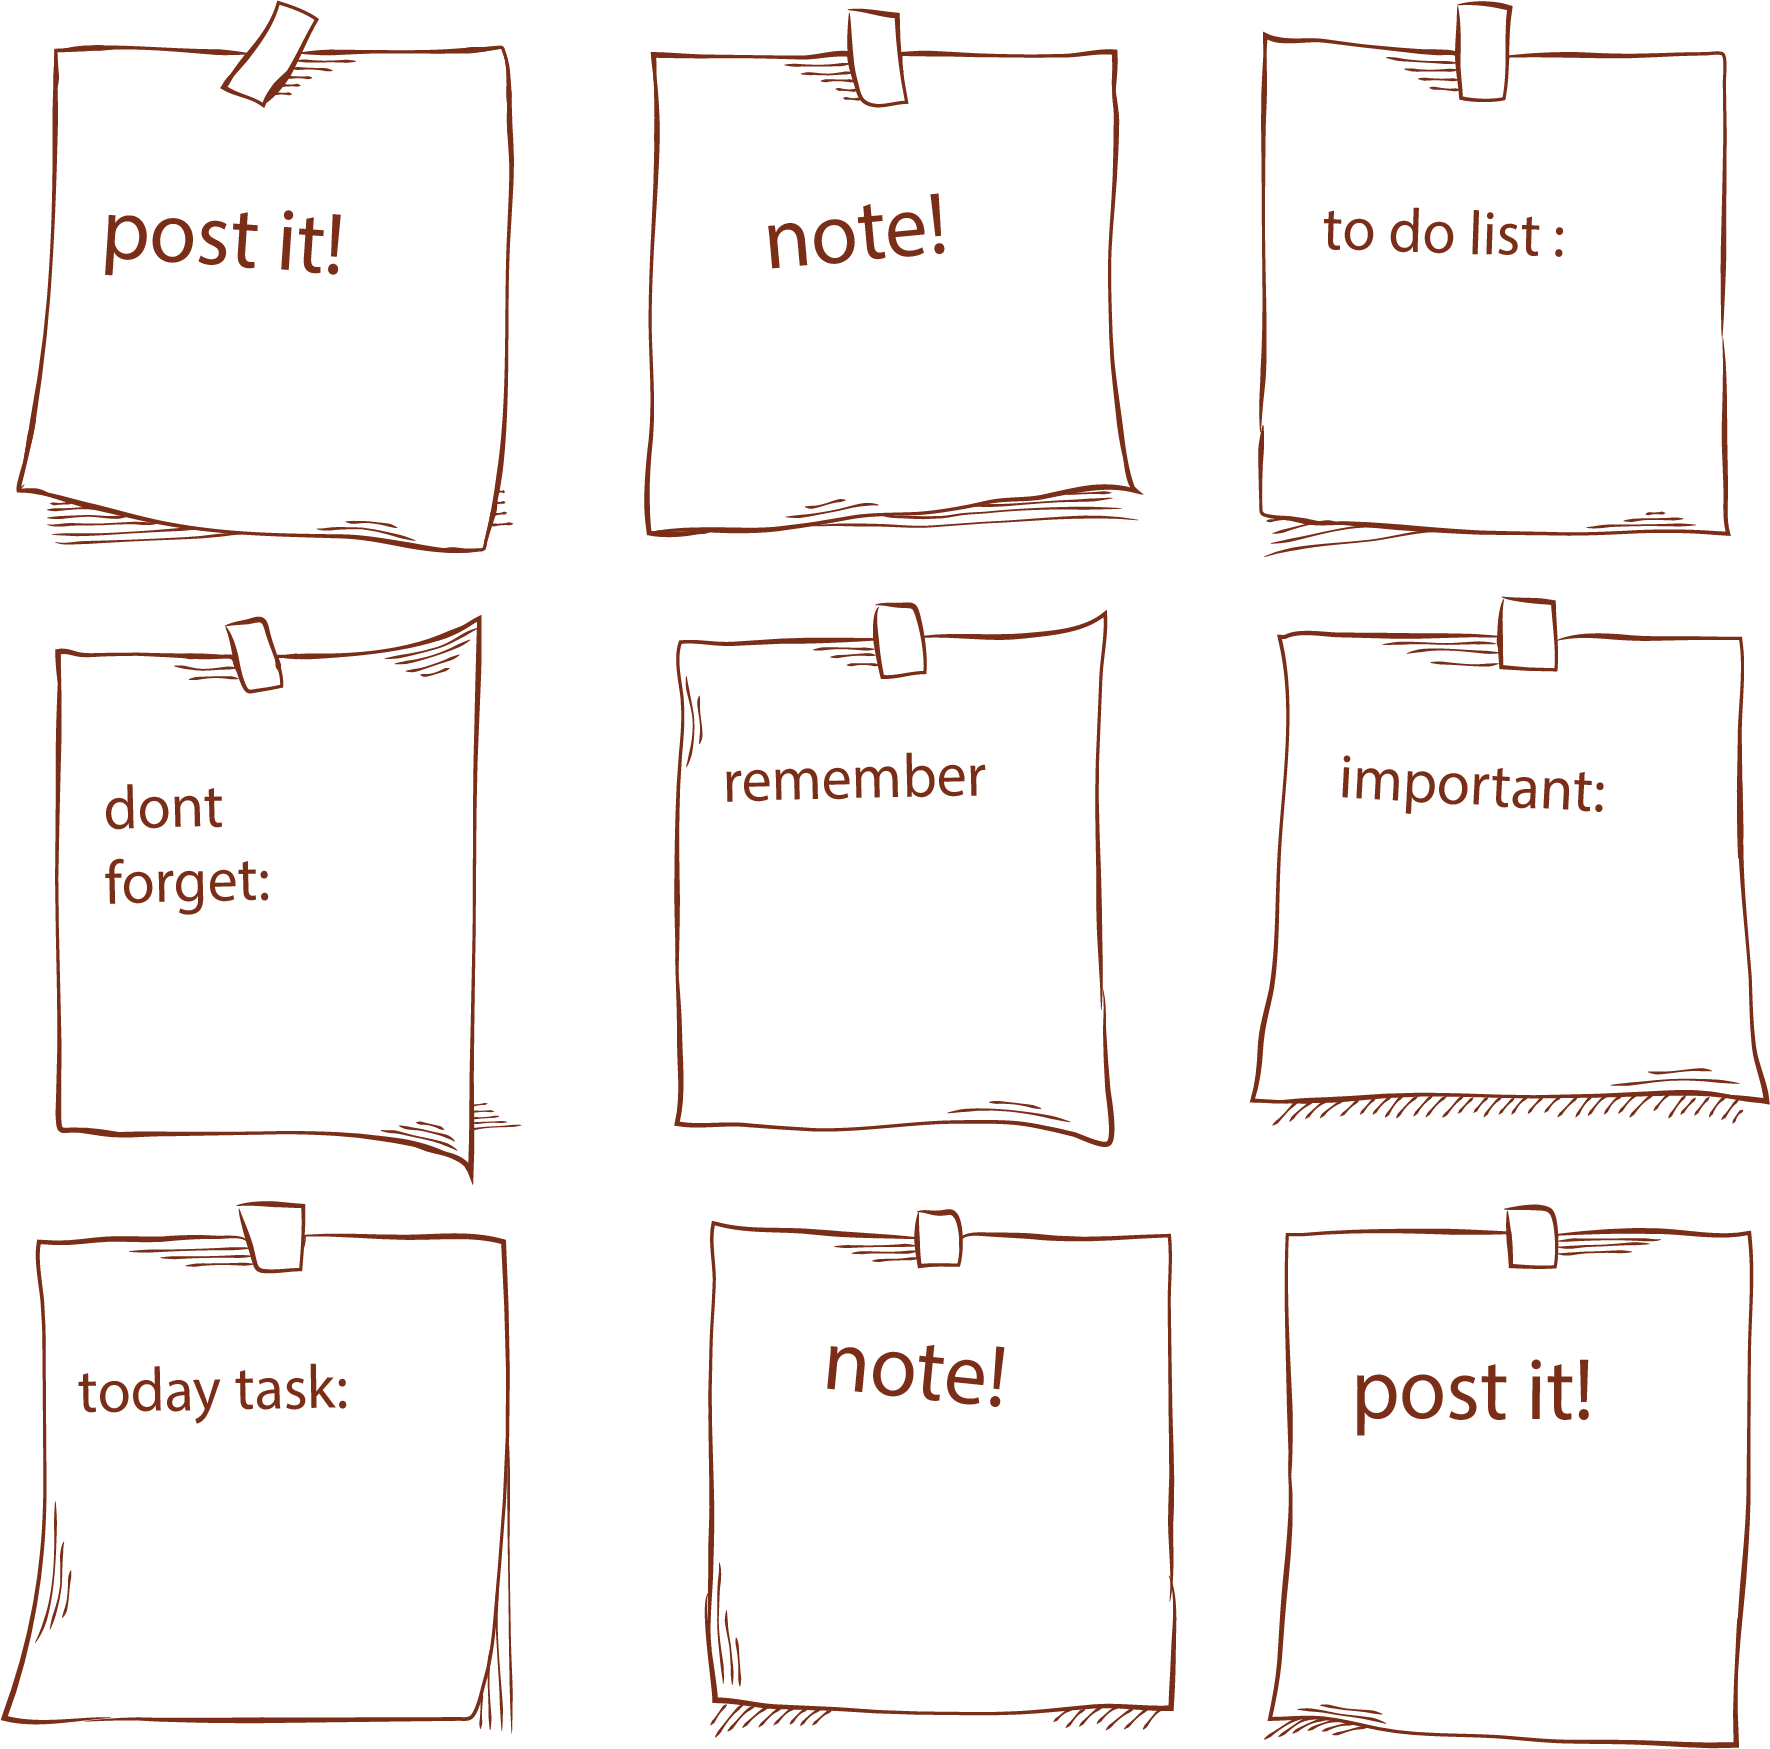 post it!
note!
to do list :
dont
forget:
remember
important:
today task:
note!
post it!